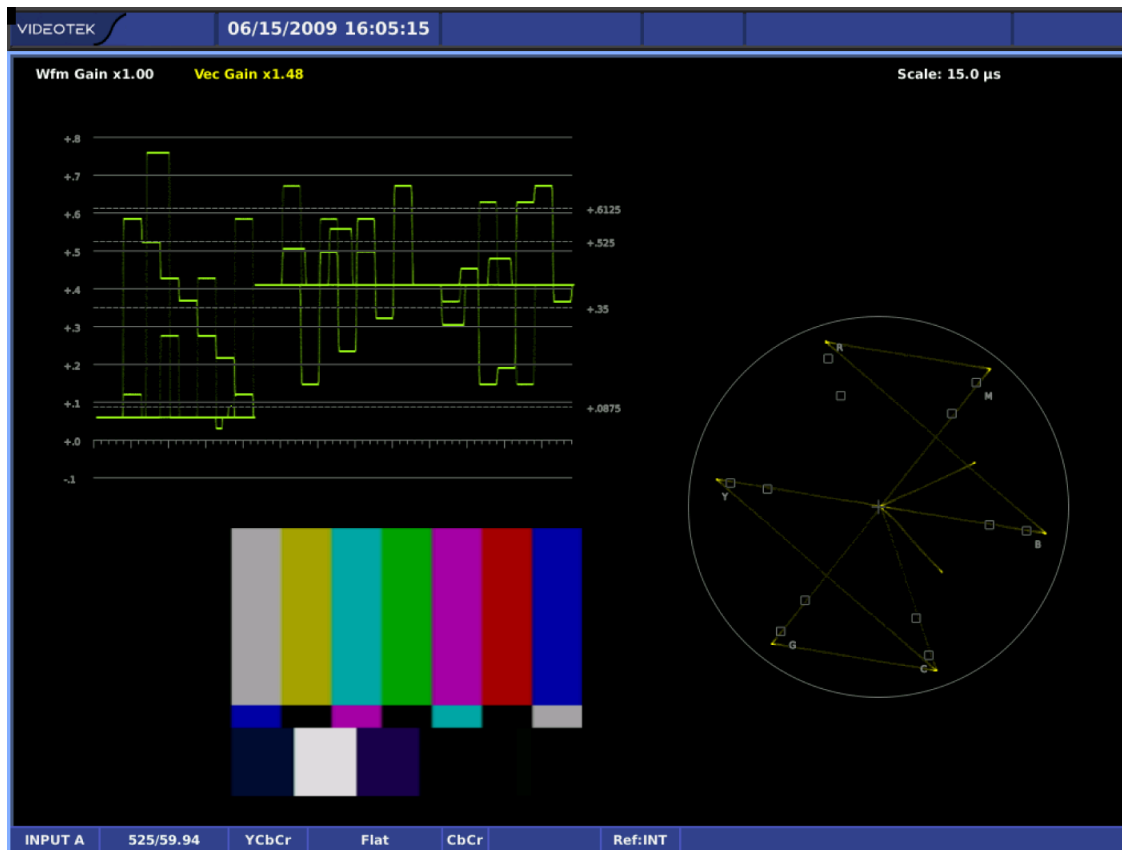 VIDEOTEK 06/15/2009 16:05:15
Wfm Gain x1.00 Vec Gain x1.48 Scale: 15.0 µs
+.8
+.7
+.6 +.6125
+.5 +.525
+.4
+.3 +.35
+.2
+.1 +.0875
+.0
-.1
R
M
Y
B
G
C
INPUT A 525/59.94 YCbCr Flat CbCr Ref:INT